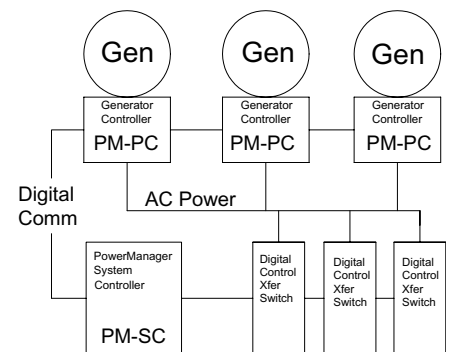 Gen
Gen
Gen
Generator
Controller
PM-PC
Generator
Controller
PM-PC
Generator
Controller
PM-PC
Digital
Comm
AC Power
PowerManager
System
Controller
PM-SC
Digital
Control
Xfer
Switch
Digital
Control
Xfer
Switch
Digital
Control
Xfer
Switch